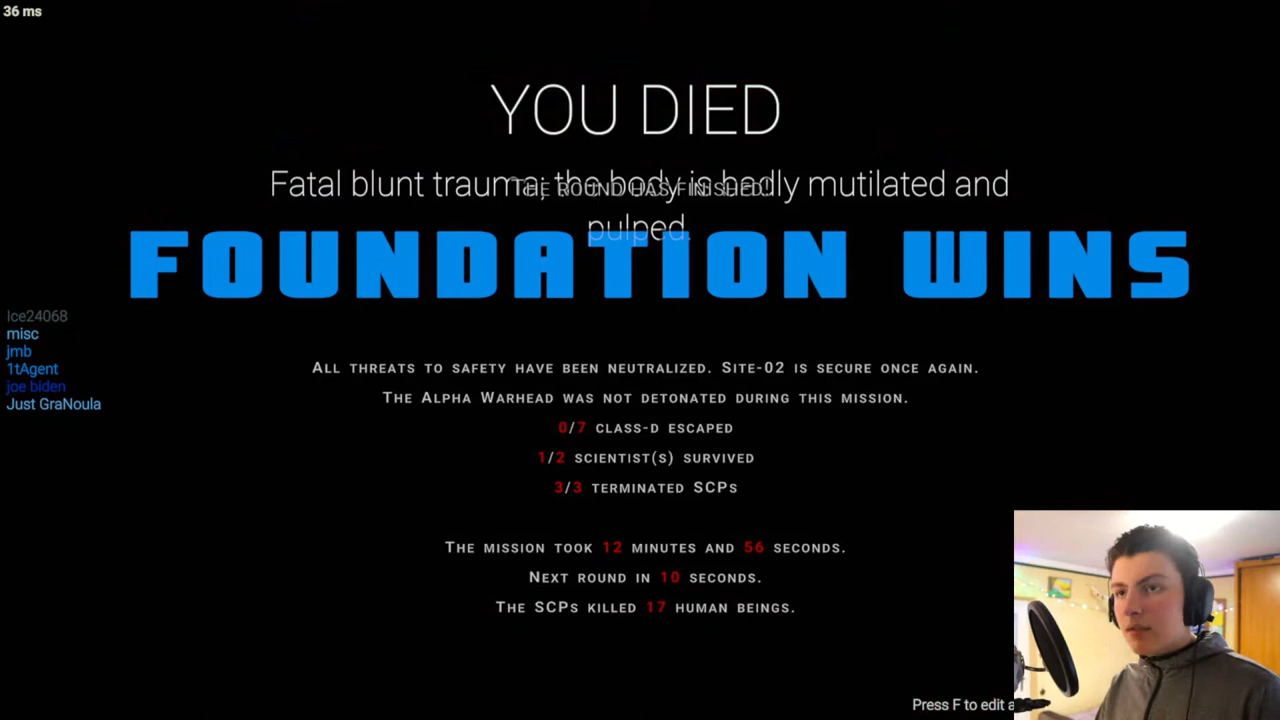 36 ms
YOU DIED
Fatal blunt trauma; the body is badly mutilated and
THE ROUND HAS FINISHED!
pulped.
FOUNDATION WINS
Ice24068
misc
jmb
1tAgent
joe biden
Just GraNoula
ALL THREATS TO SAFETY HAVE BEEN NEUTRALIZED. SITE-02 IS SECURE ONCE AGAIN.
THE ALPHA WARHEAD WAS NOT DETONATED DURING THIS MISSION.
0/7 CLASS-D ESCAPED
1/2 SCIENTIST(S) SURVIVED
3/3 TERMINATED SCPs
THE MISSION TOOK 12 MINUTES AND 56 SECONDS.
NEXT ROUND IN 10 SECONDS.
THE SCPs KILLED 17 HUMAN BEINGS.
Press F to edit a